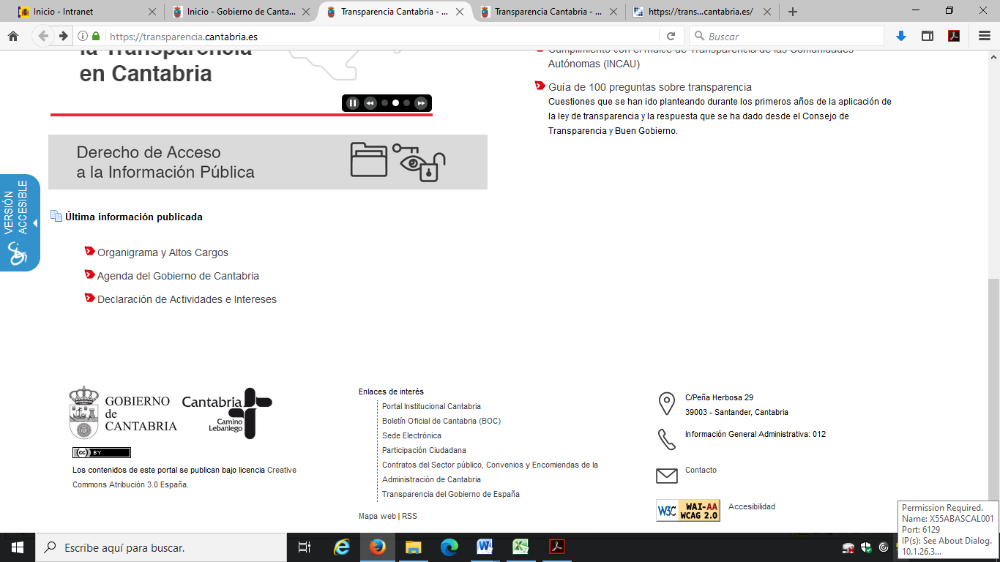 Inicio - Intranet
Inicio - Gobierno de Canta...
Transparencia Cantabria - ...
Transparencia Cantabria - ...
https://trans...cantabria.es/
https://transparencia.cantabria.es
Buscar
la Transparencia
en Cantabria
Cumplimiento con el Índice de Transparencia de las Comunidades
Autónomas (INCAU)
Guía de 100 preguntas sobre transparencia
Cuestiones que se han ido planteando durante los primeros años de la aplicación de
la ley de transparencia y la respuesta que se ha dado desde el Consejo de
Transparencia y Buen Gobierno.
Derecho de Acceso
a la Información Pública
VERSIÓN
ACCESIBLE
Última información publicada
Organigrama y Altos Cargos
Agenda del Gobierno de Cantabria
Declaración de Actividades e Intereses
GOBIERNO
de
CANTABRIA
Cantabria
Camino
Lebaniego
(cc) BY
Los contenidos de este portal se publican bajo licencia Creative
Commons Atribución 3.0 España.
Enlaces de interés
Portal Institucional Cantabria
Boletín Oficial de Cantabria (BOC)
Sede Electrónica
Participación Ciudadana
Contratos del Sector público, Convenios y Encomiendas de la
Administración de Cantabria
Transparencia del Gobierno de España
Mapa web | RSS
C/Peña Herbosa 29
39003 - Santander, Cantabria
Información General Administrativa: 012
Contacto
W3C WAI-AA
WCAG 2.0
Accesibilidad
Permission Required.
Name: X55ABASCAL001
Port: 6129
IP(s): See About Dialog.
10.1.26.3...
Escribe aquí para buscar.